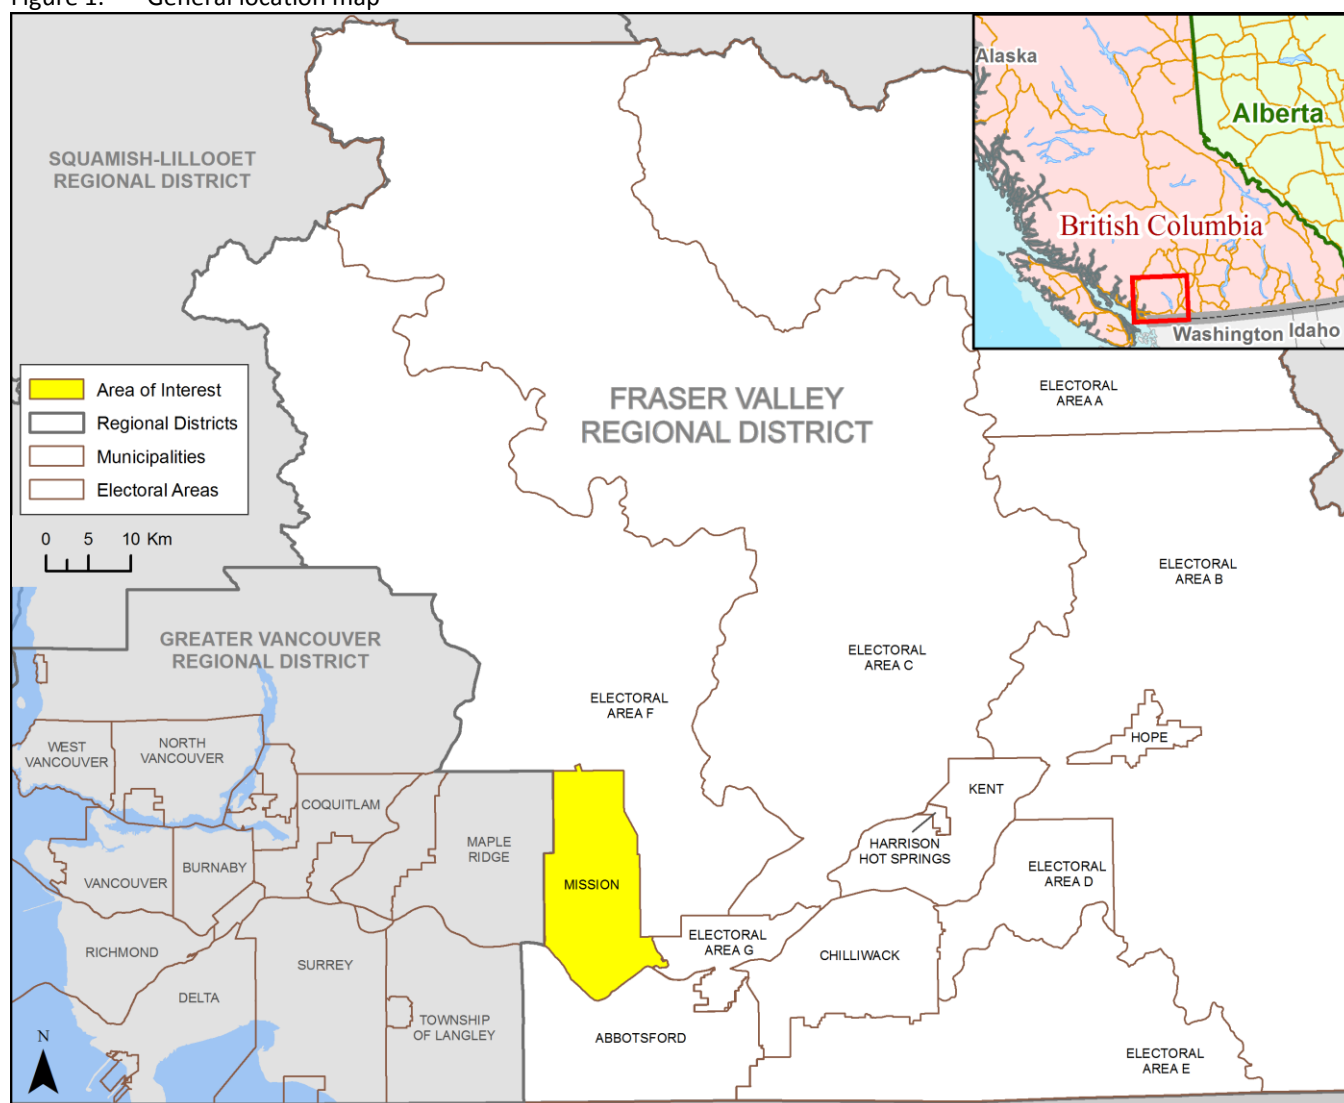 Figure 1. General location map
SQUAMISH-LILLOOET
REGIONAL DISTRICT
Alaska
Alberta
British Columbia
Washington
Idaho
Area of Interest
Regional Districts
Municipalities
Electoral Areas
0 5 10 Km
FRASER VALLEY
REGIONAL DISTRICT
ELECTORAL
AREA A
ELECTORAL
AREA B
GREATER VANCOUVER
REGIONAL DISTRICT
ELECTORAL
AREA C
ELECTORAL
AREA F
HOPE
WEST
VANCOUVER
NORTH
VANCOUVER
COQUITLAM
KENT
MAPLE
RIDGE
HARRISON
HOT SPRINGS
BURNABY
VANCOUVER
MISSION
ELECTORAL
AREA D
ELECTORAL
AREA G
RICHMOND
SURREY
CHILLIWACK
DELTA
TOWNSHIP
OF LANGLEY
ABBOTSFORD
ELECTORAL
AREA E
N